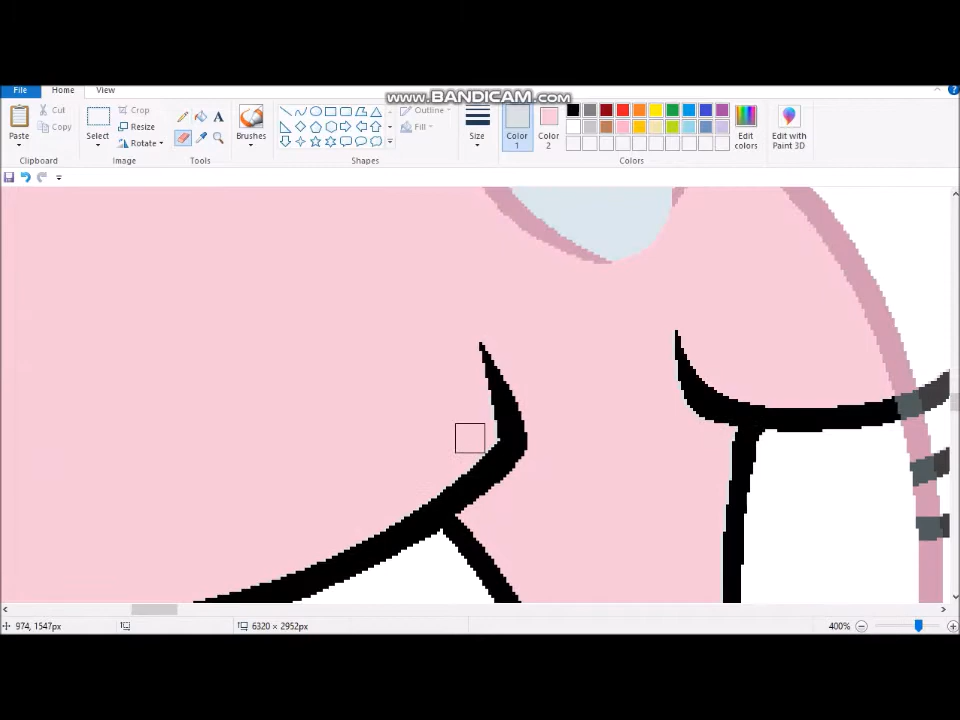 www.BANDICAM.com
File Home View
Paste
Cut
Copy
Clipboard
Select
Crop
Resize
Rotate
Image
A
Tools
Brushes
Outline
Fill
Shapes
Size
Color 1
Color 2
Edit colors
Colors
Edit with Paint 3D
974, 1547px
6320 × 2952px
400%